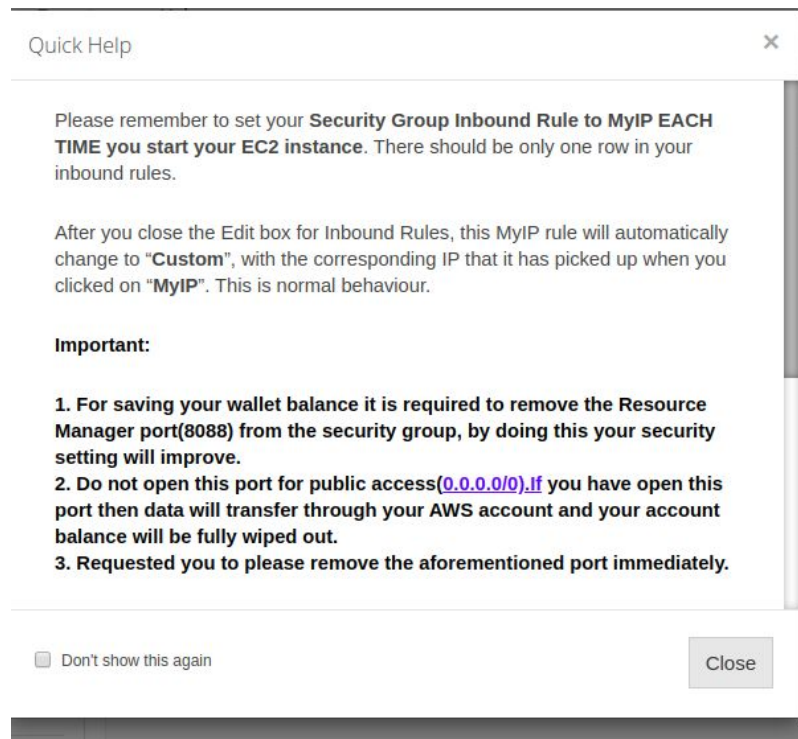 Quick Help
×
Please remember to set your Security Group Inbound Rule to MyIP EACH
TIME you start your EC2 instance. There should be only one row in your
inbound rules.
After you close the Edit box for Inbound Rules, this MyIP rule will automatically
change to “Custom”, with the corresponding IP that it has picked up when you
clicked on “MyIP”. This is normal behaviour.
Important:
1. For saving your wallet balance it is required to remove the Resource
Manager port(8088) from the security group, by doing this your security
setting will improve.
2. Do not open this port for public access(0.0.0.0/0).If you have open this
port then data will transfer through your AWS account and your account
balance will be fully wiped out.
3. Requested you to please remove the aforementioned port immediately.
Don't show this again
Close